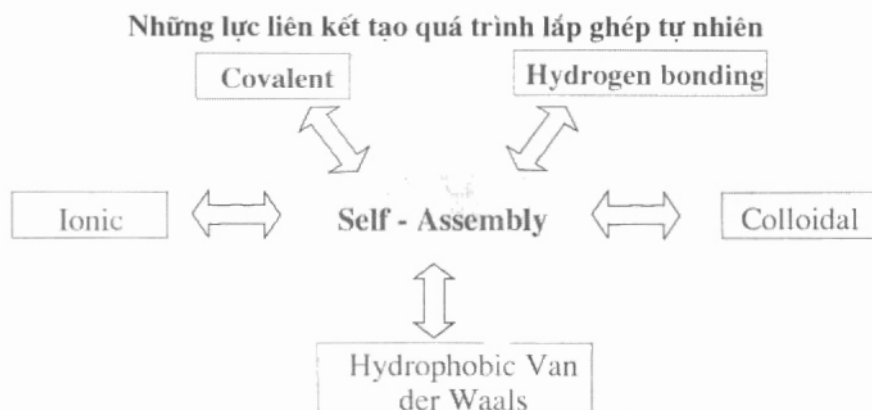 Những lực liên kết tạo quá trình lắp ghép tự nhiên
Covalent
Hydrogen bonding
Ionic
Self - Assembly
Colloidal
Hydrophobic Van
der Waals